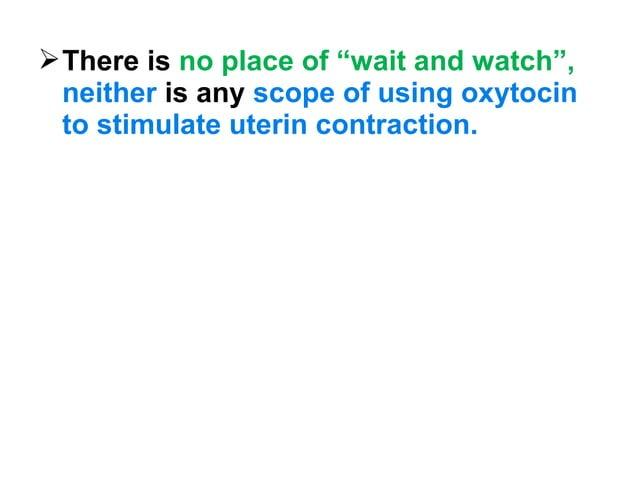 ➢There is no place of “wait and watch”,
neither is any scope of using oxytocin
to stimulate uterin contraction.